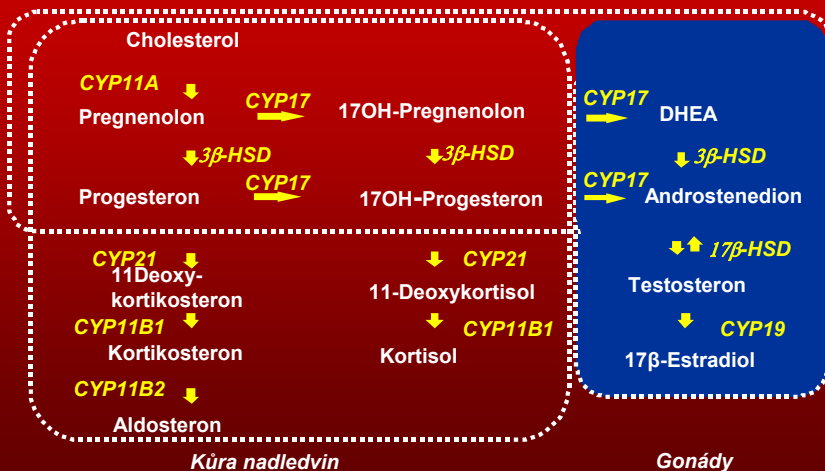 Cholesterol
CYP11A
CYP17
CYP17
Pregnenolon
17OH-Pregnenolon
DHEA
3β-HSD
3β-HSD
3β-HSD
CYP17
CYP17
Progesteron
17OH-Progesteron
Androstenedion
CYP21
CYP21
17β-HSD
11Deoxy-
kortikosteron
11-Deoxykortisol
Testosteron
CYP11B1
CYP11B1
CYP19
Kortikosteron
Kortisol
17β-Estradiol
CYP11B2
Aldosteron
Kůra nadledvin
Gonády